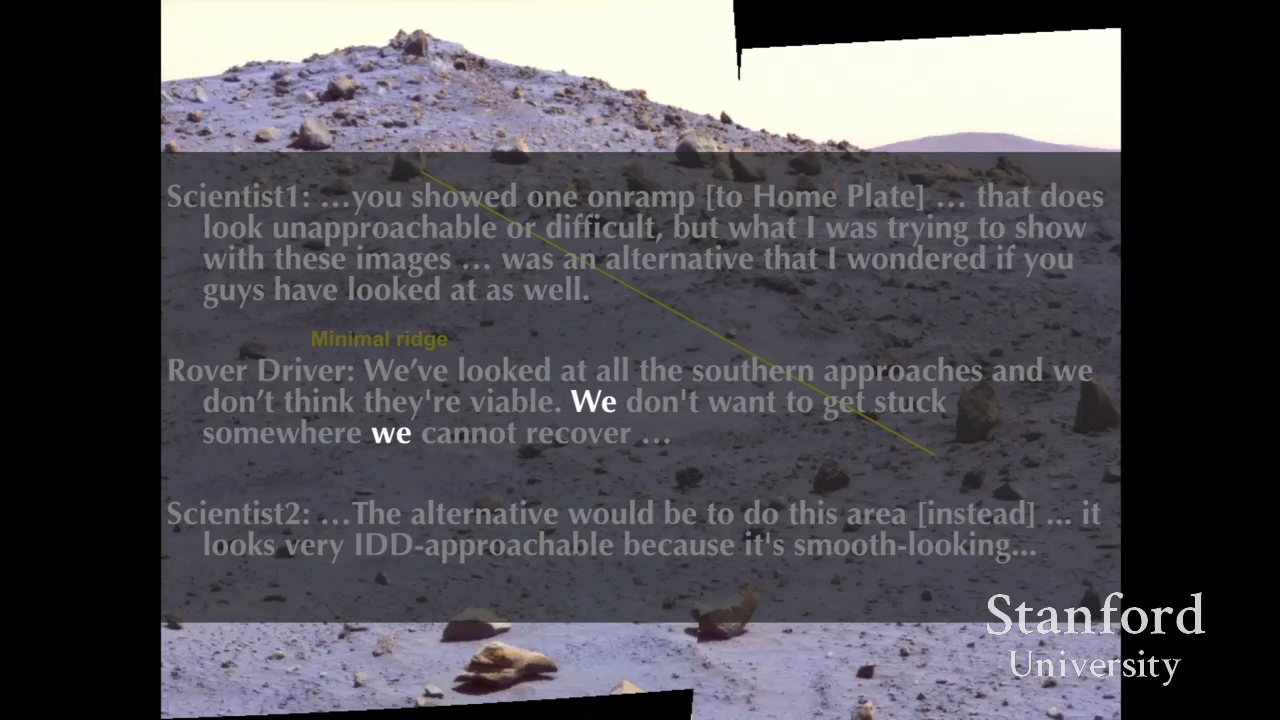 Scientist1: …you showed one onramp [to Home Plate] … that does
look unapproachable or difficult, but what I was trying to show
with these images … was an alternative that I wondered if you
guys have looked at as well.
Minimal ridge
Rover Driver: We’ve looked at all the southern approaches and we
don’t think they're viable. We don't want to get stuck
somewhere we cannot recover …
Scientist2: …The alternative would be to do this area [instead] ... it
looks very IDD-approachable because it's smooth-looking...
Stanford
University